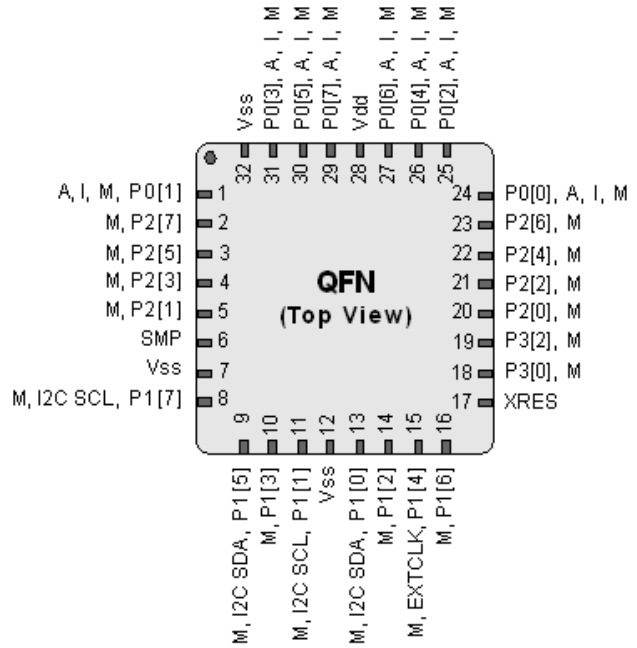 Vss
P0[3], A, I, M
P0[5], A, I, M
P0[7], A, I, M
Vdd
P0[6], A, I, M
P0[4], A, I, M
P0[2], A, I, M
32
31
30
29
28
27
26
25
A, I, M, P0[1]
1
M, P2[7]
2
M, P2[5]
3
M, P2[3]
4
M, P2[1]
5
SMP
6
Vss
7
M, I2C SCL, P1[7]
8
QFN
(Top View)
24
P0[0], A, I, M
23
P2[6], M
22
P2[4], M
21
P2[2], M
20
P2[0], M
19
P3[2], M
18
P3[0], M
17
XRES
9
10
11
12
13
14
15
16
M, I2C SDA, P1[5]
M, P1[3]
M, I2C SCL, P1[1]
Vss
M, I2C SDA, P1[0]
M, P1[2]
M, EXTCLK, P1[4]
M, P1[6]